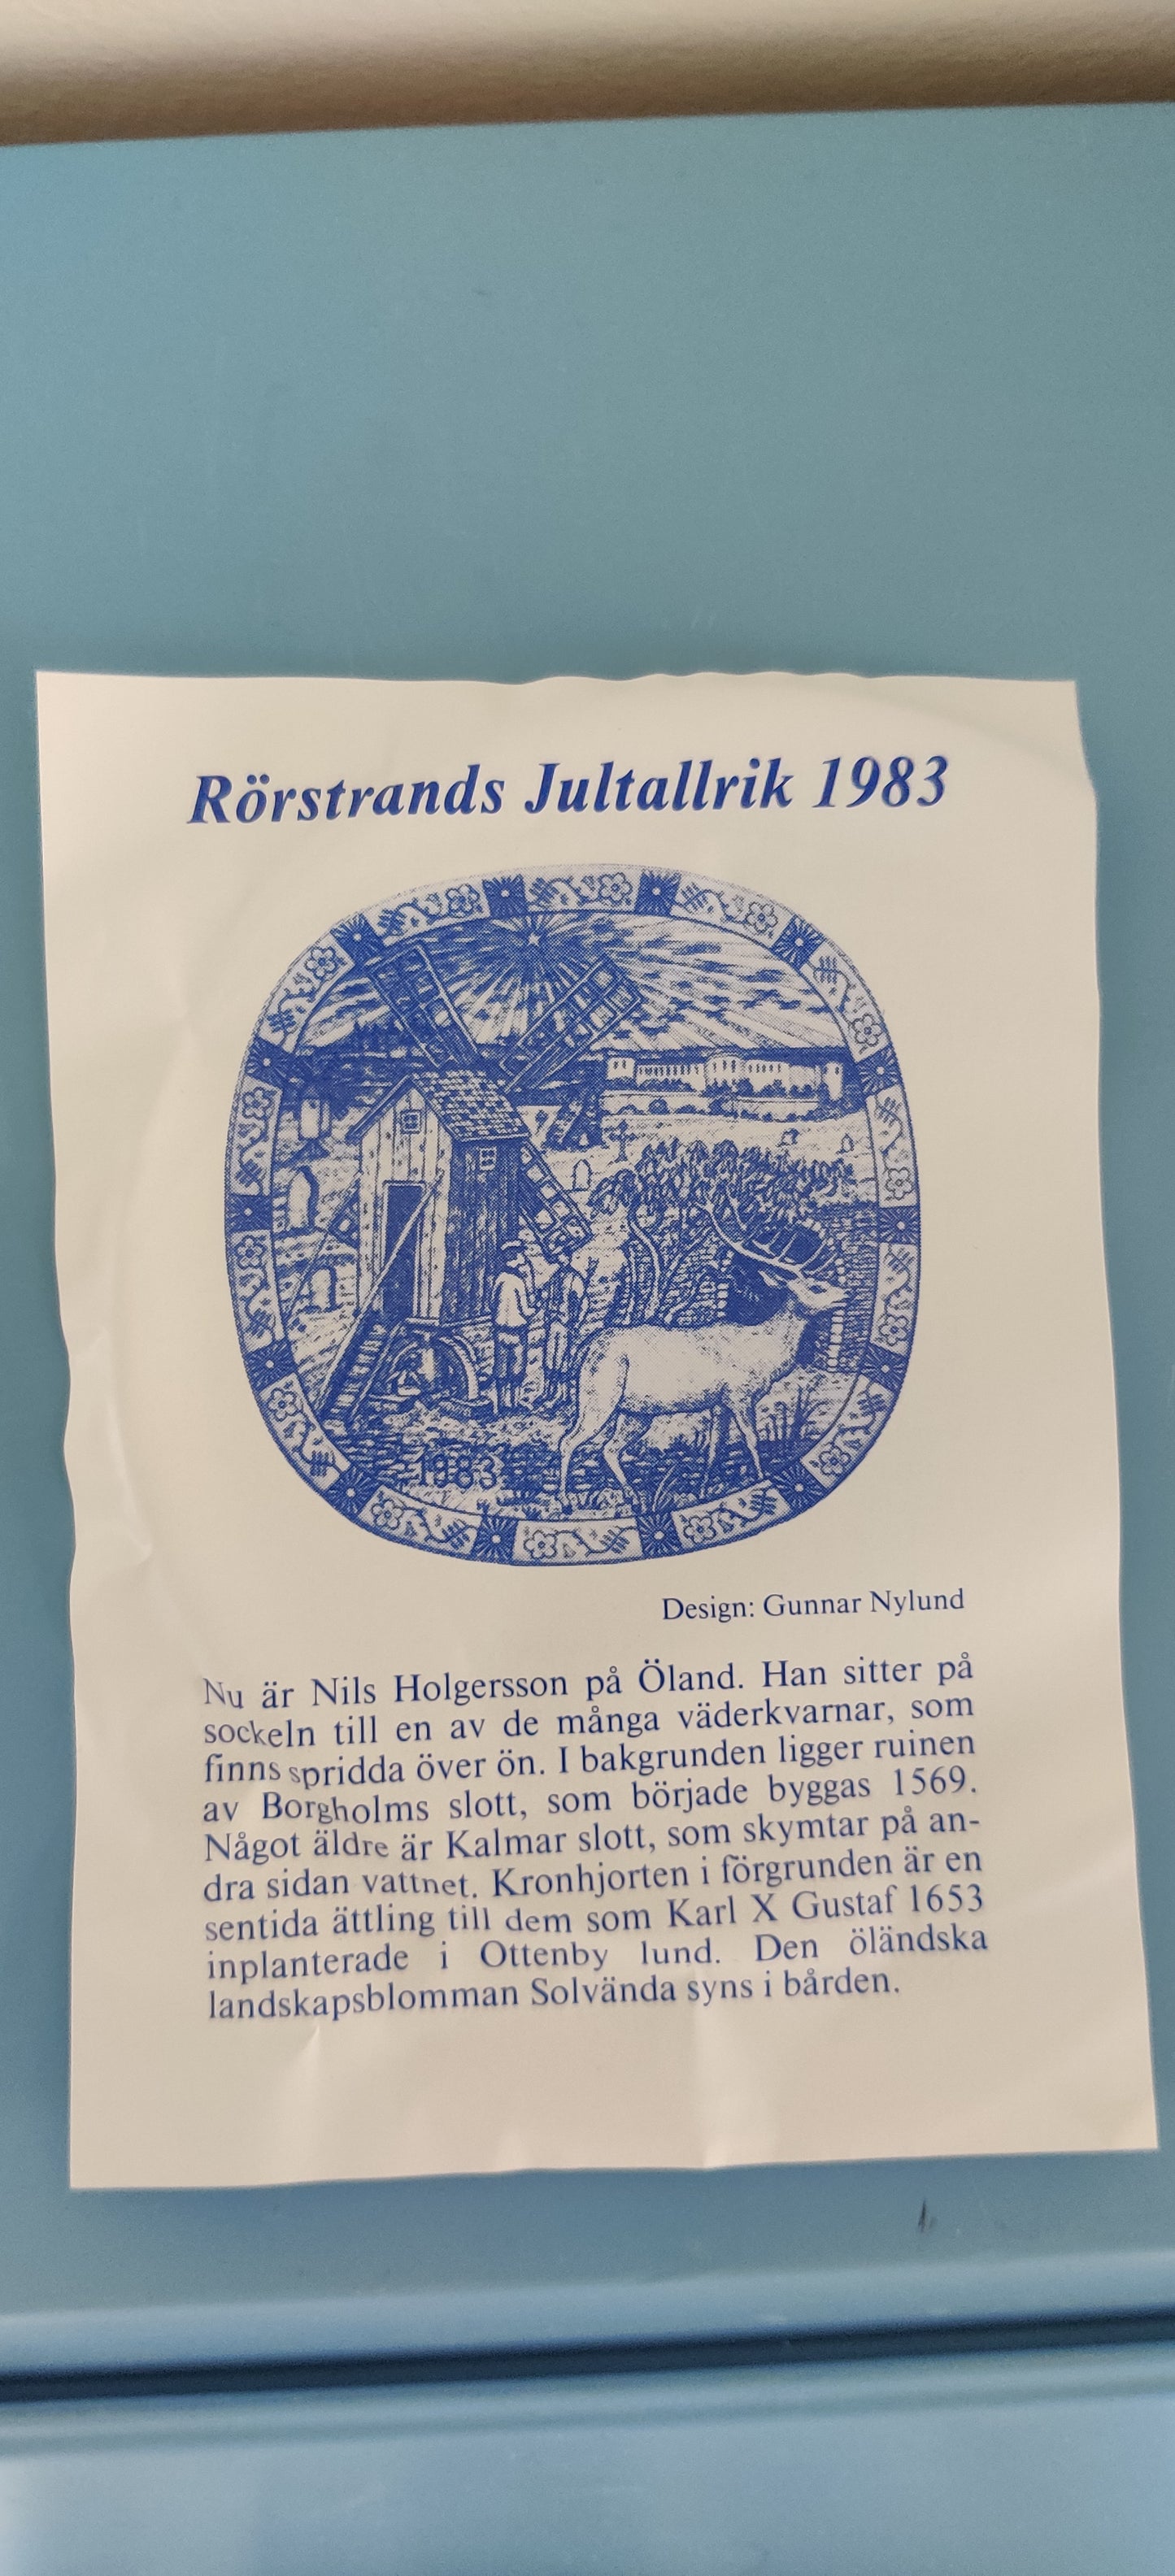 Rörstrands Jultallrik 1983
1983
Design: Gunnar Nylund
Nu är Nils Holgersson på Öland. Han sitter på
sockeln till en av de många väderkvarnar, som
finns spridda över ön. I bakgrunden ligger ruinen
av Borgholms slott, som började byggas 1569.
Något äldre är Kalmar slott, som skymtar på an-
dra sidan vattnet. Kronhjorten i förgrunden är en
sentida ättling till dem som Karl X Gustaf 1653
inplanterade i Ottenby lund. Den öländska
landskapsblomman Solvända syns i bården.